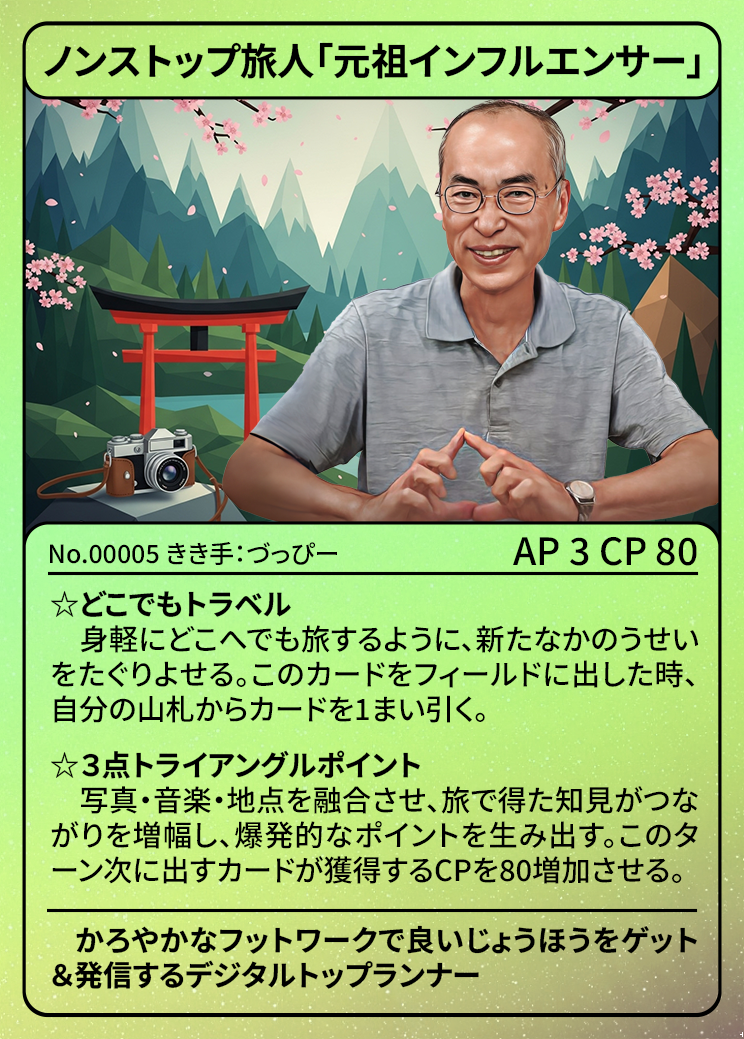 ノンストップ旅人「元祖インフルエンサー」
No.00005 きき手:づっぴー AP 3 CP 80
☆どこでもトラベル
身軽にどこへでも旅するように、新たなかのうせい
をたぐりよせる。このカードをフィールドに出した時、
自分の山札からカードを1まい引く。
☆3点トライアングルポイント
写真・音楽・地点を融合させ、旅で得た知見がつな
がりを増幅し、爆発的なポイントを生み出す。このタ
ーン次に出すカードが獲得するCPを80増加させる。
かろやかなフットワークで良いじょうほうをゲット
&発信するデジタルトップランナー